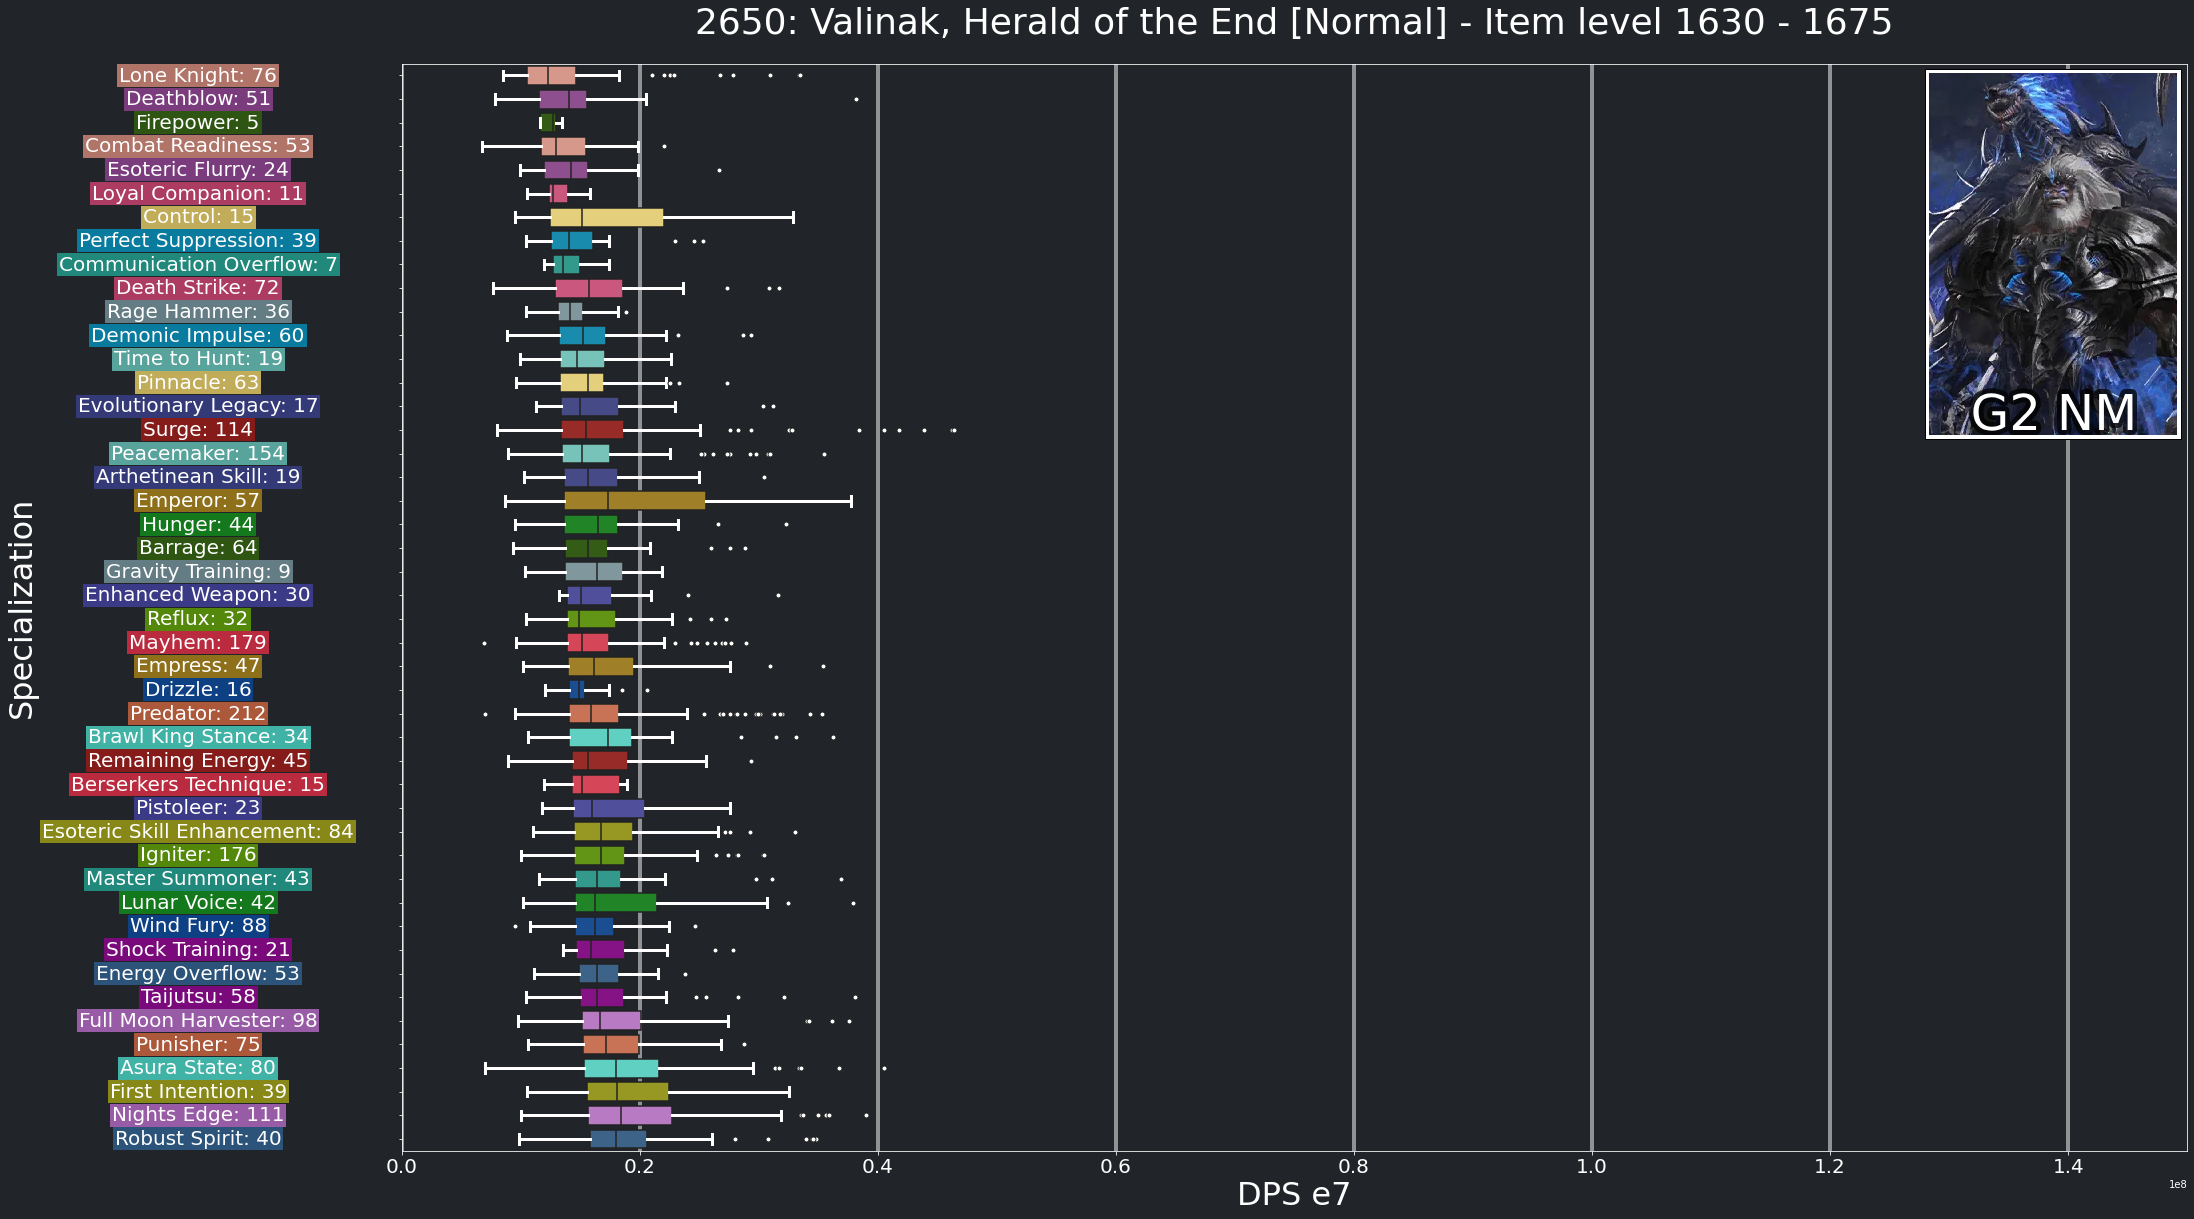 2650: Valinak, Herald of the End [Normal] - Item level 1630 - 1675
Lone Knight: 76
Deathblow: 51
Firepower: 5
Combat Readiness: 53
Esoteric Flurry: 24
Loyal Companion: 11
Control: 15
Perfect Suppression: 39
Communication Overflow: 7
Death Strike: 72
Rage Hammer: 36
Demonic Impulse: 60
Time to Hunt: 19
Pinnacle: 63
Evolutionary Legacy: 17
Surge: 114
Peacemaker: 154
Arthetinean Skill: 19
Emperor: 57
Hunger: 44
Barrage: 64
Gravity Training: 9
Enhanced Weapon: 30
Reflux: 32
Mayhem: 179
Empress: 47
Drizzle: 16
Predator: 212
Brawl King Stance: 34
Remaining Energy: 45
Berserkers Technique: 15
Pistoleer: 23
Esoteric Skill Enhancement: 84
Igniter: 176
Master Summoner: 43
Lunar Voice: 42
Wind Fury: 88
Shock Training: 21
Energy Overflow: 53
Taijutsu: 58
Full Moon Harvester: 98
Punisher: 75
Asura State: 80
First Intention: 39
Nights Edge: 111
Robust Spirit: 40
Specialization
G2 NM
0.0 0.2 0.4 0.6 0.8 1.0 1.2 1.4
DPS e7
1e8